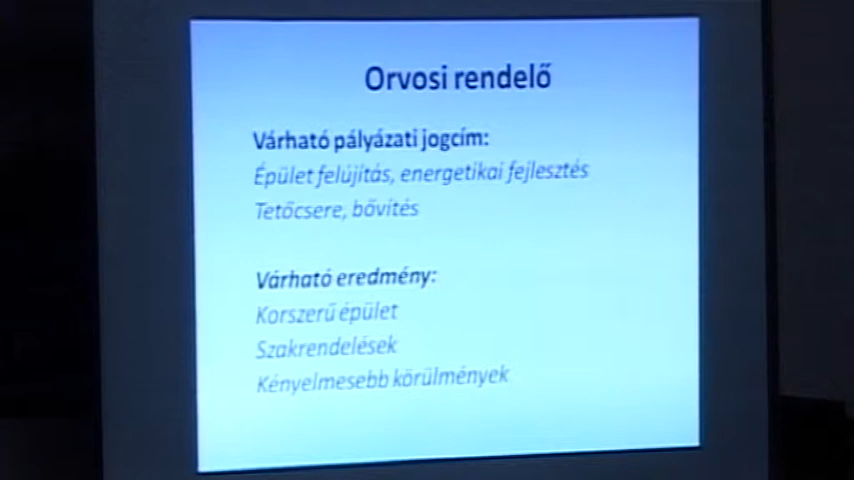 Orvosi rendelő
Várható pályázati jogcím:
Épület felújítás, energetikai fejlesztés
Tetőcsere, bővítés
Várható eredmény:
Korszerű épület
Szakrendelések
Kényelmesebb körülmények